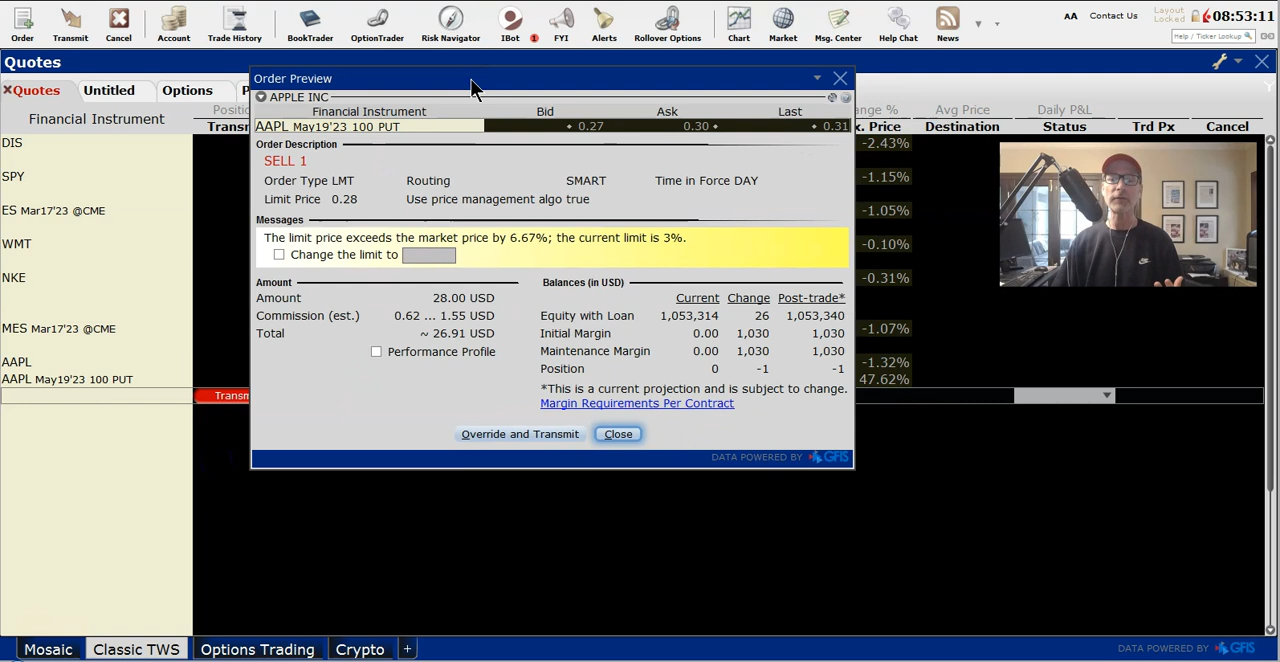 Order Transmit Cancel Account Trade History BookTrader OptionTrader Risk Navigator IBot 1 FYI Alerts Rollover Options Chart Market Msg. Center Help Chat News
AA Contact Us Layout Locked 08:53:11
Help / Ticker Lookup
Quotes
Quotes Untitled Options P
Financial Instrument Positio ange % Avg Price Daily P&L
Transm x. Price Destination Status Trd Px Cancel
Order Preview
APPLE INC
Financial Instrument Bid Ask Last
AAPL May19'23 100 PUT 0.27 0.30 0.31
Order Description
SELL 1
Order Type LMT Routing SMART Time in Force DAY
Limit Price 0.28 Use price management algo true
Messages
The limit price exceeds the market price by 6.67%; the current limit is 3%.
Change the limit to
Amount Balances (in USD)
Amount 28.00 USD Current Change Post-trade*
Commission (est.) 0.62 ... 1.55 USD Equity with Loan 1,053,314 26 1,053,340
Total ~ 26.91 USD Initial Margin 0.00 1,030 1,030
Performance Profile Maintenance Margin 0.00 1,030 1,030
Position 0 -1 -1
*This is a current projection and is subject to change.
Margin Requirements Per Contract
Override and Transmit Close
DATA POWERED BY GFIS
DIS -2.43%
SPY -1.15%
ES Mar17'23 @CME -1.05%
WMT -0.10%
NKE -0.31%
MES Mar17'23 @CME -1.07%
AAPL -1.32%
AAPL May19'23 100 PUT 47.62%
Transm
Mosaic Classic TWS Options Trading Crypto + DATA POWERED BY GFIS